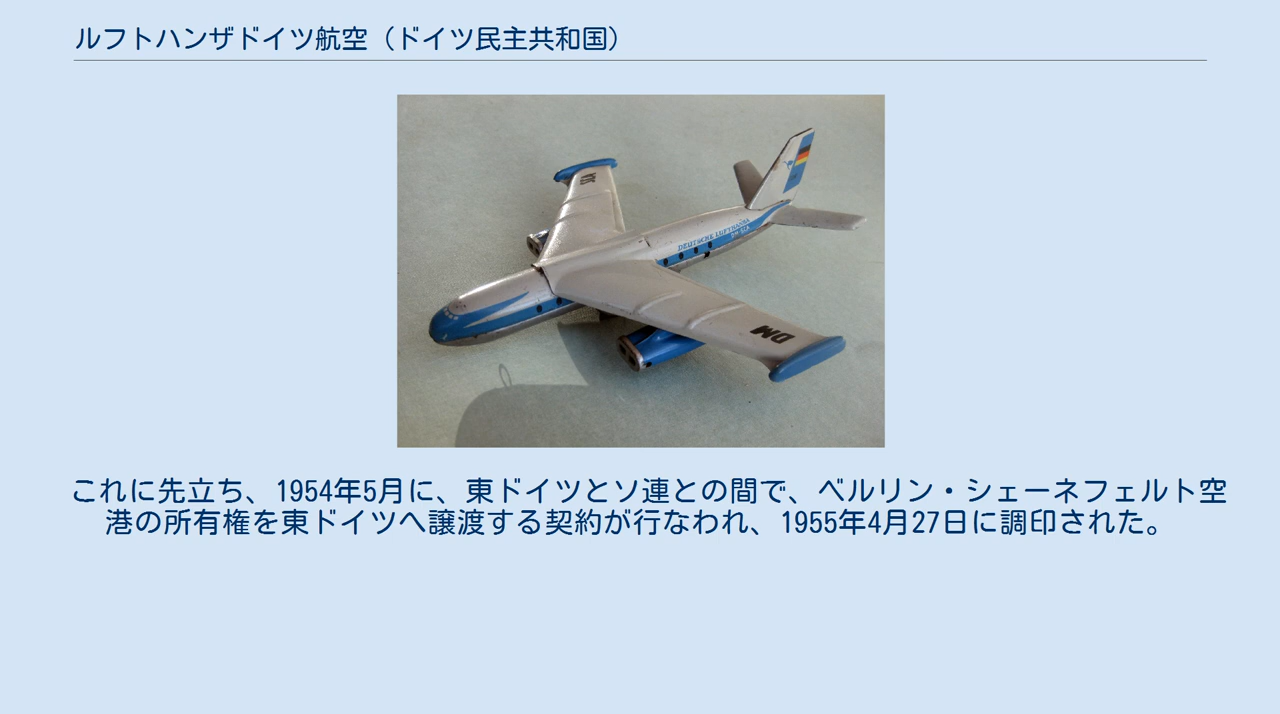 ルフトハンザドイツ航空（ドイツ民主共和国）
DEUTSCHE LUFTHANSA
DM
これに先立ち、1954年5月に、東ドイツとソ連との間で、ベルリン・シェーネフェルト空
港の所有権を東ドイツへ譲渡する契約が行なわれ、1955年4月27日に調印された。